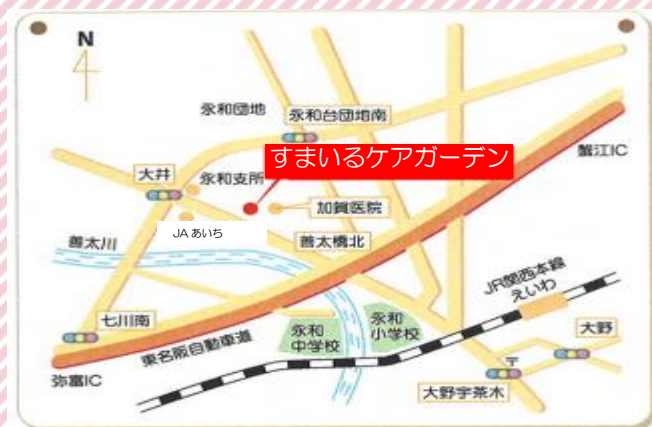 N
永和団地
永和台団地南
すまいるケアガーデン
蟹江IC
大井
永和支所
加賀医院
JAあいち
善太川
善太橋北
JR関西本線
えいわ
七川南
東名阪自動車道
永和
中学校
永和
小学校
大野
〒
弥富IC
大野宇茶木